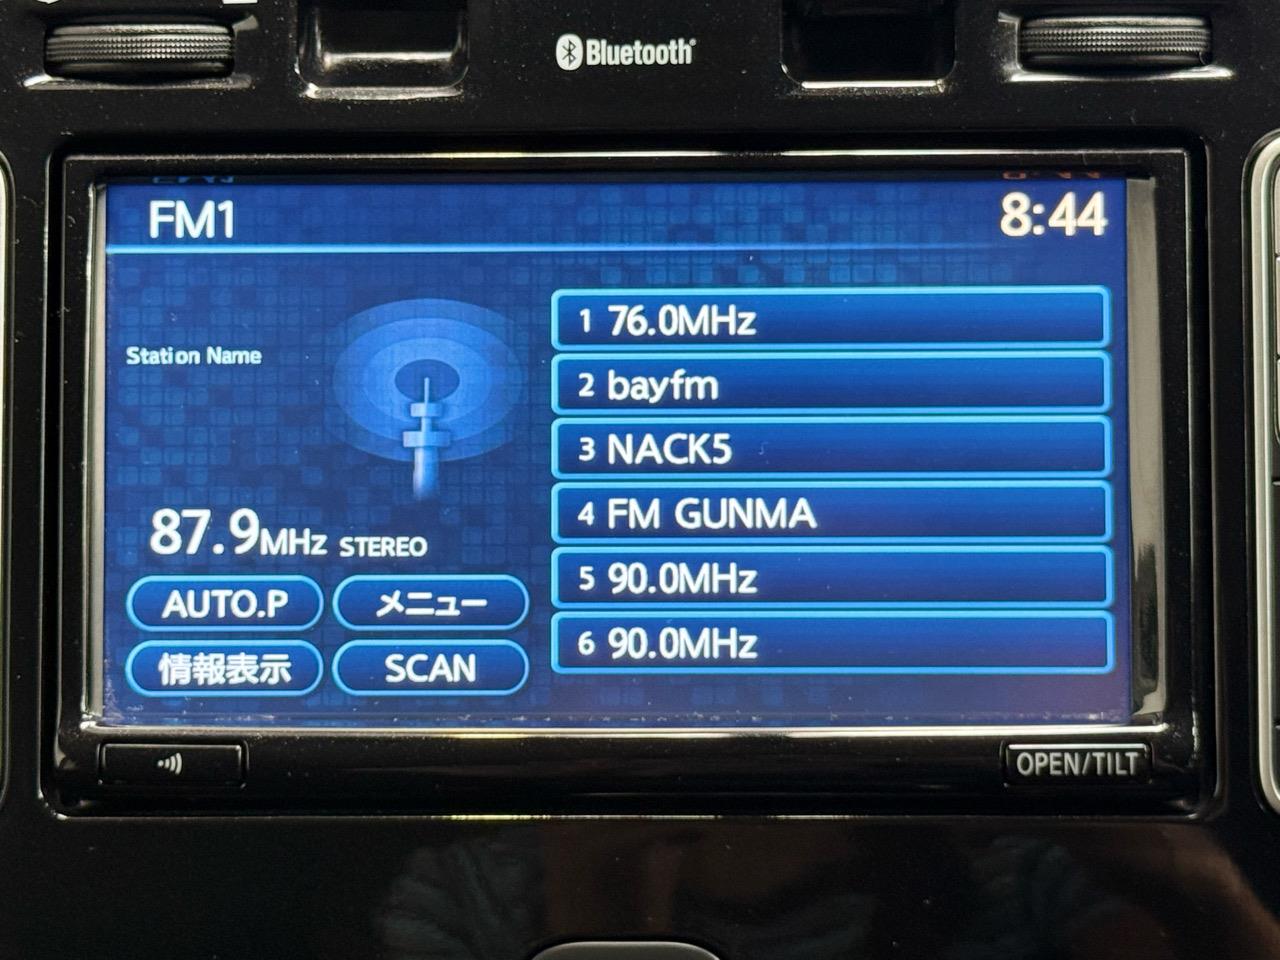 Bluetooth®
FM1
8:44
Station Name
87.9MHz STEREO
AUTO.P
メニュー
情報表示
SCAN
1 76.0MHz
2 bayfm
3 NACK5
4 FM GUNMA
5 90.0MHz
6 90.0MHz
OPEN/TILT